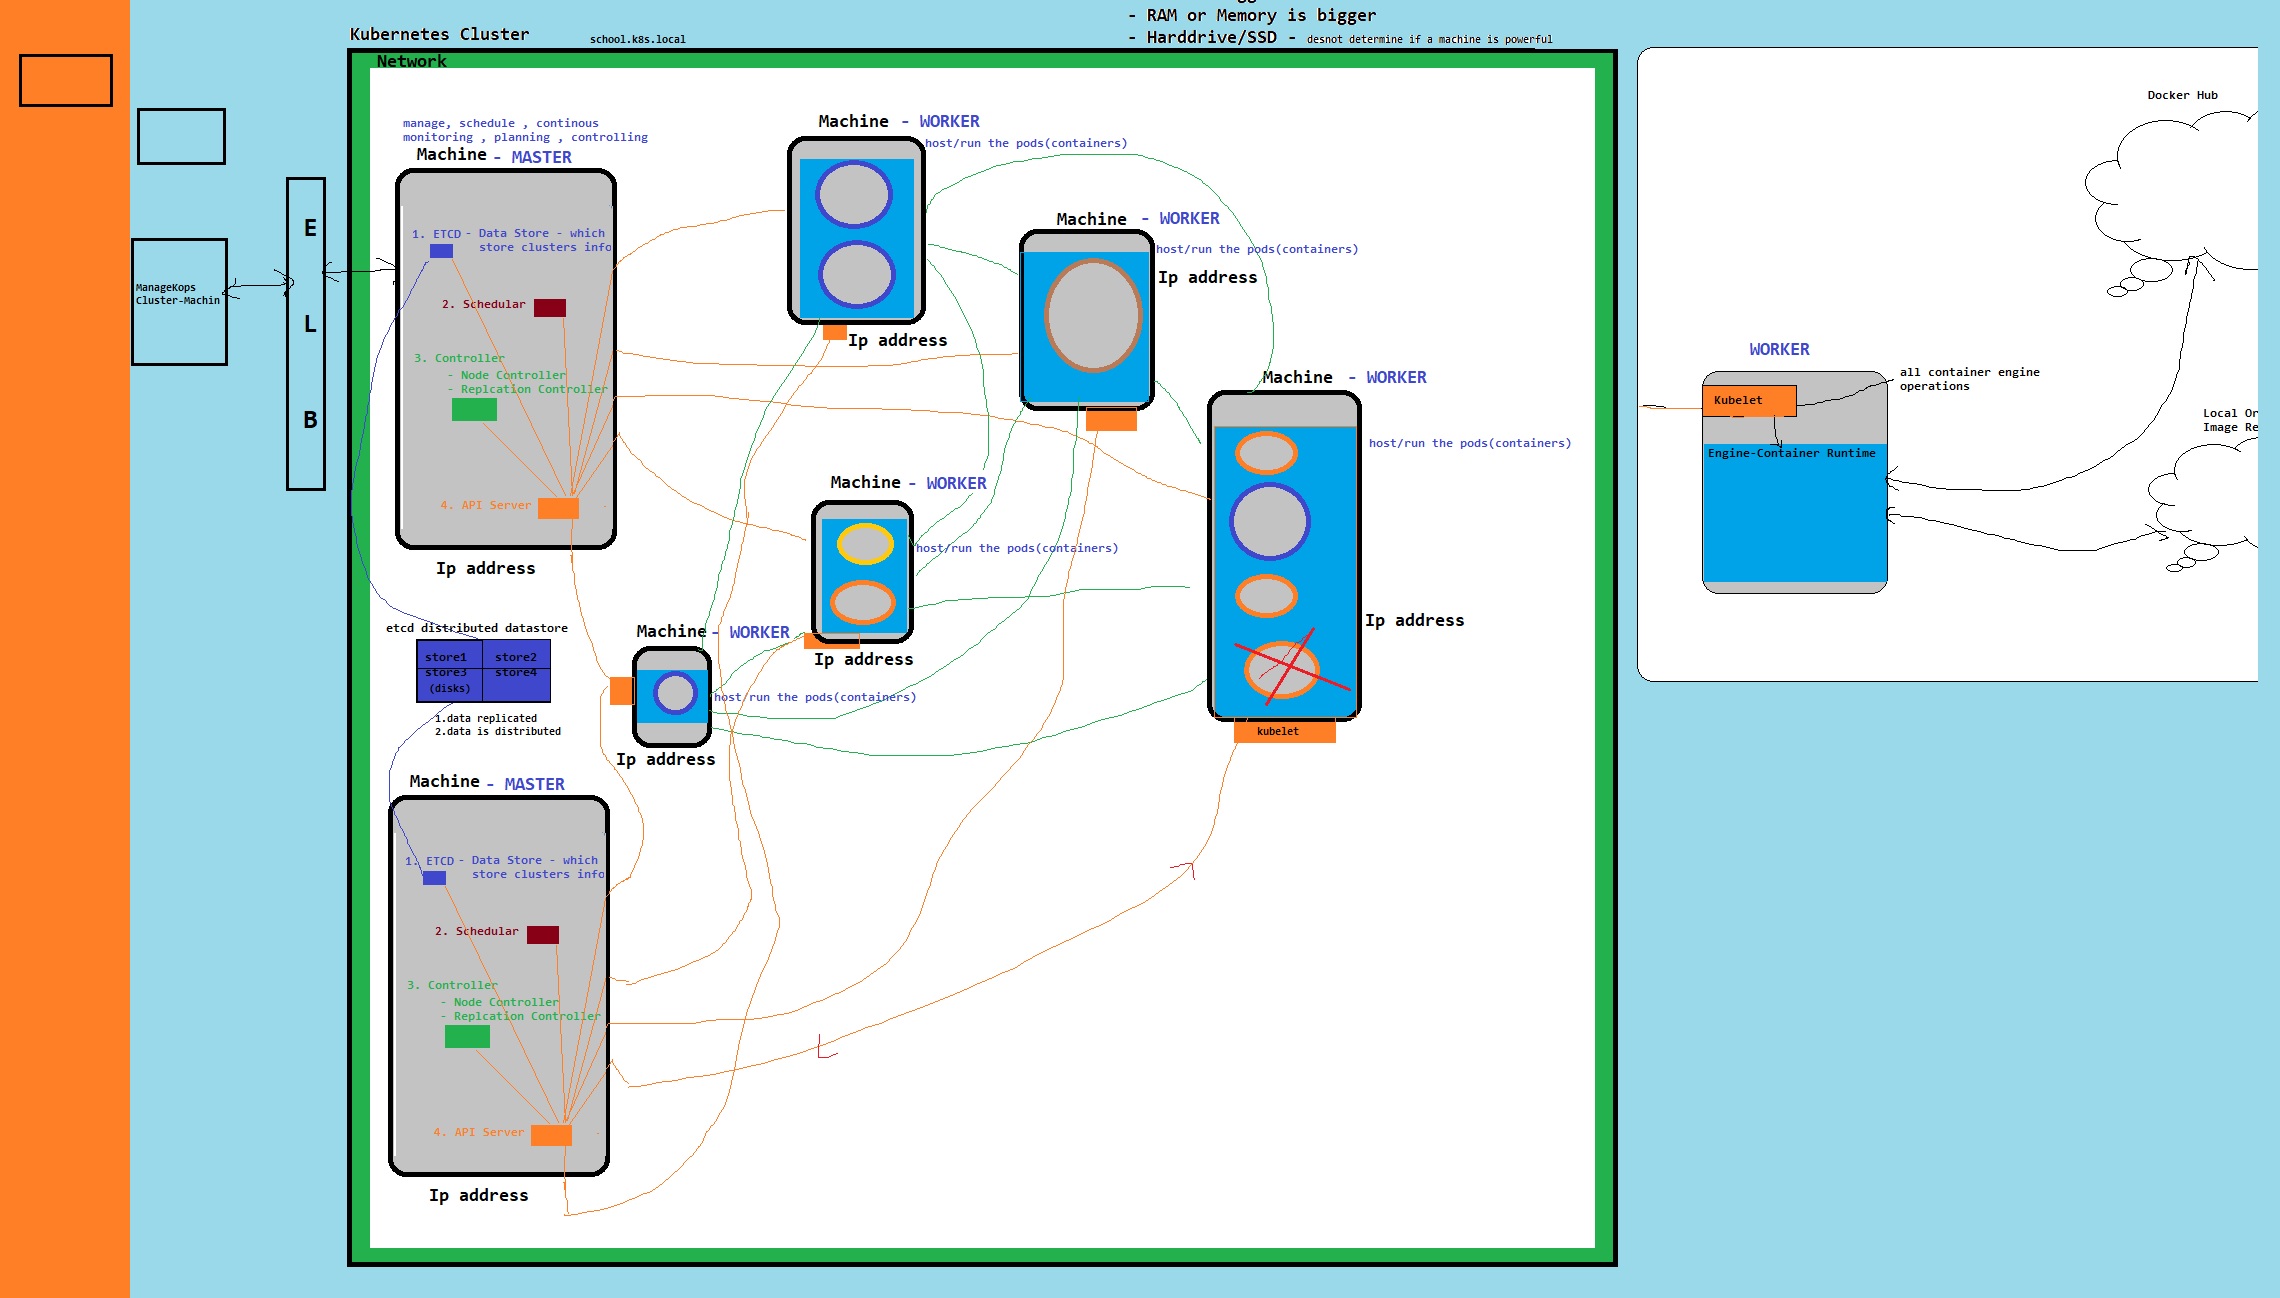 - RAM or Memory is bigger
- Harddrive/SSD - desnot determine if a machine is powerful
Kubernetes Cluster
school.k8s.local
Network
manage, schedule , continous
monitoring , planning , controlling
Machine - MASTER
1. ETCD - Data Store - which
store clusters info
2. Schedular
3. Controller
- Node Controller
- Replcation Controller
4. API Server
Ip address
E
L
B
ManageKops
Cluster-Machin
etcd distributed datastore
store1
store2
store3
store4
(disks)
1.data replicated
2.data is distributed
Machine - MASTER
1. ETCD - Data Store - which
store clusters info
2. Schedular
3. Controller
- Node Controller
- Replcation Controller
4. API Server
Ip address
Machine - WORKER
host/run the pods(containers)
Ip address
Machine - WORKER
host/run the pods(containers)
Ip address
Machine - WORKER
host/run the pods(containers)
Ip address
kubelet
Machine - WORKER
host/run the pods(containers)
Ip address
Machine - WORKER
host/run the pods(containers)
Ip address
Docker Hub
WORKER
Kubelet
all container engine
operations
Engine-Container Runtime
Local Or
Image Re